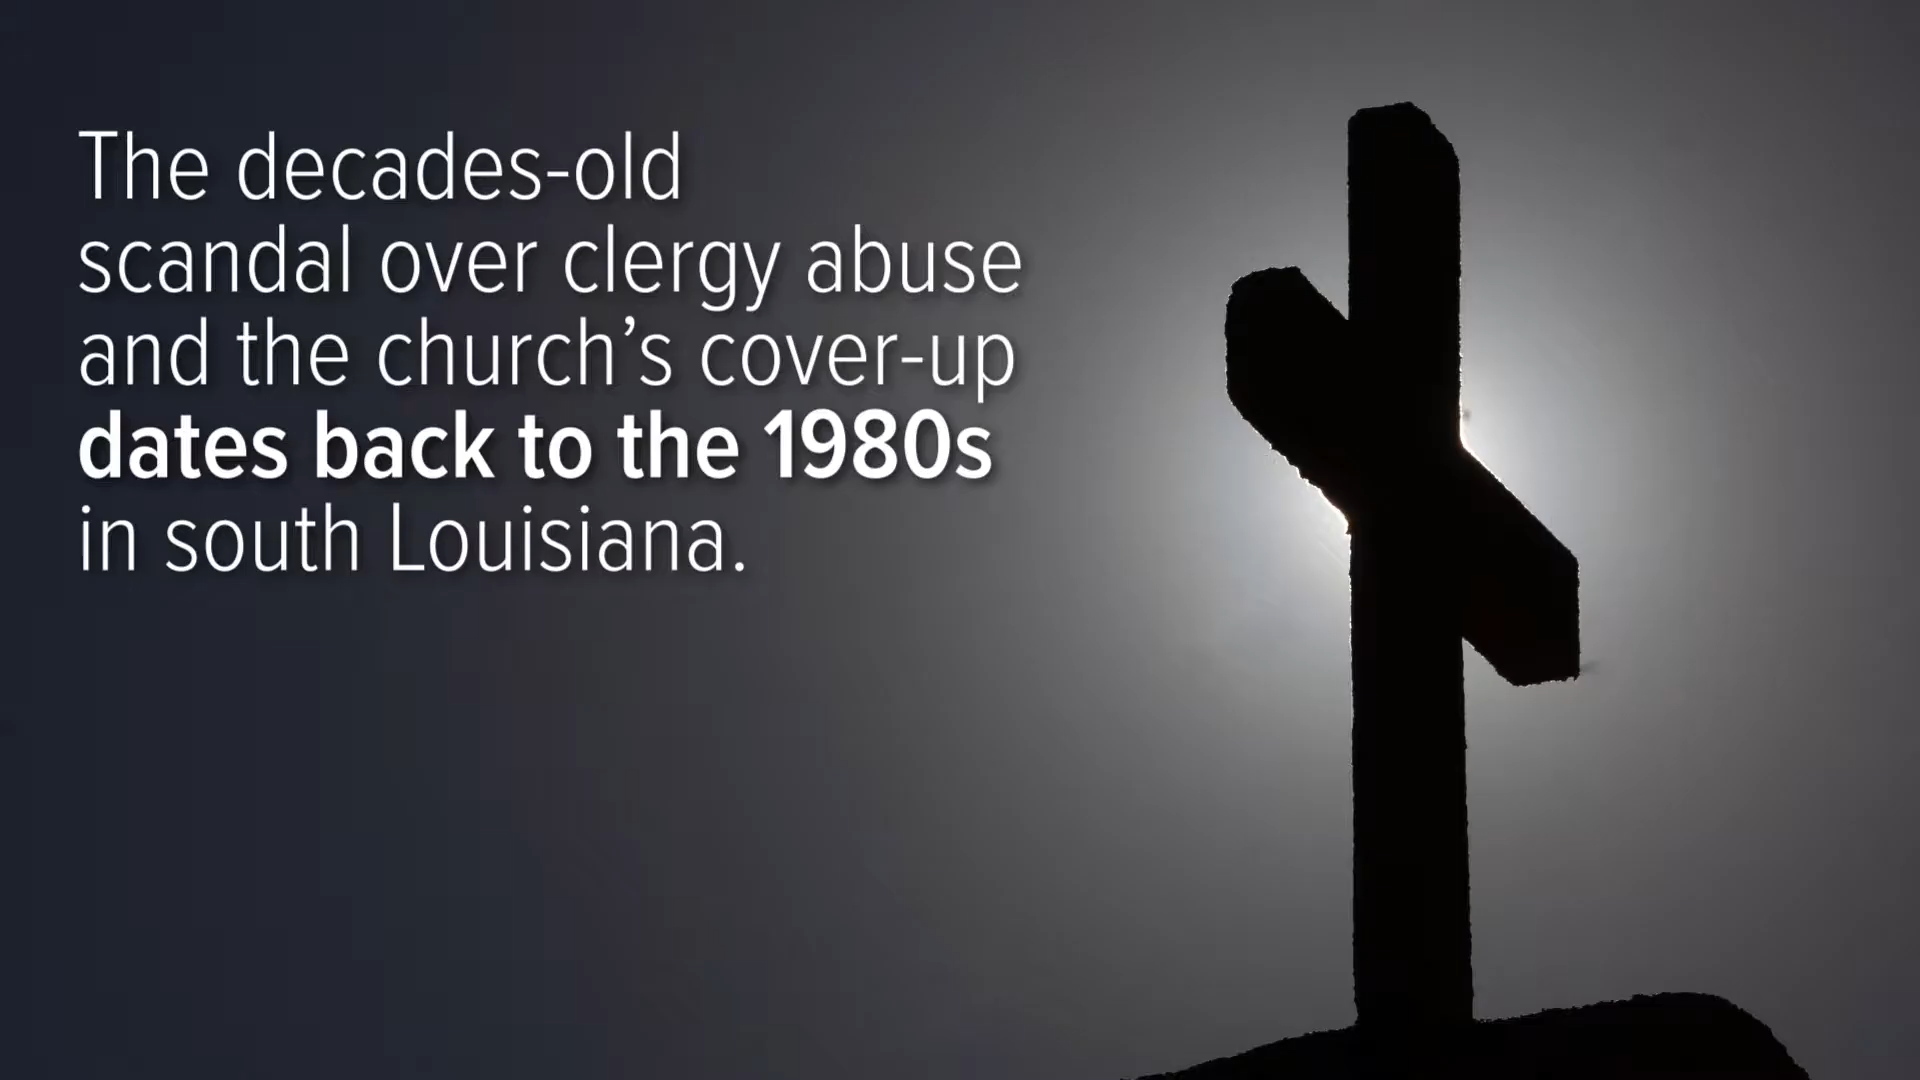 The decades-old
scandal over clergy abuse
and the church’s cover-up
dates back to the 1980s
in south Louisiana.